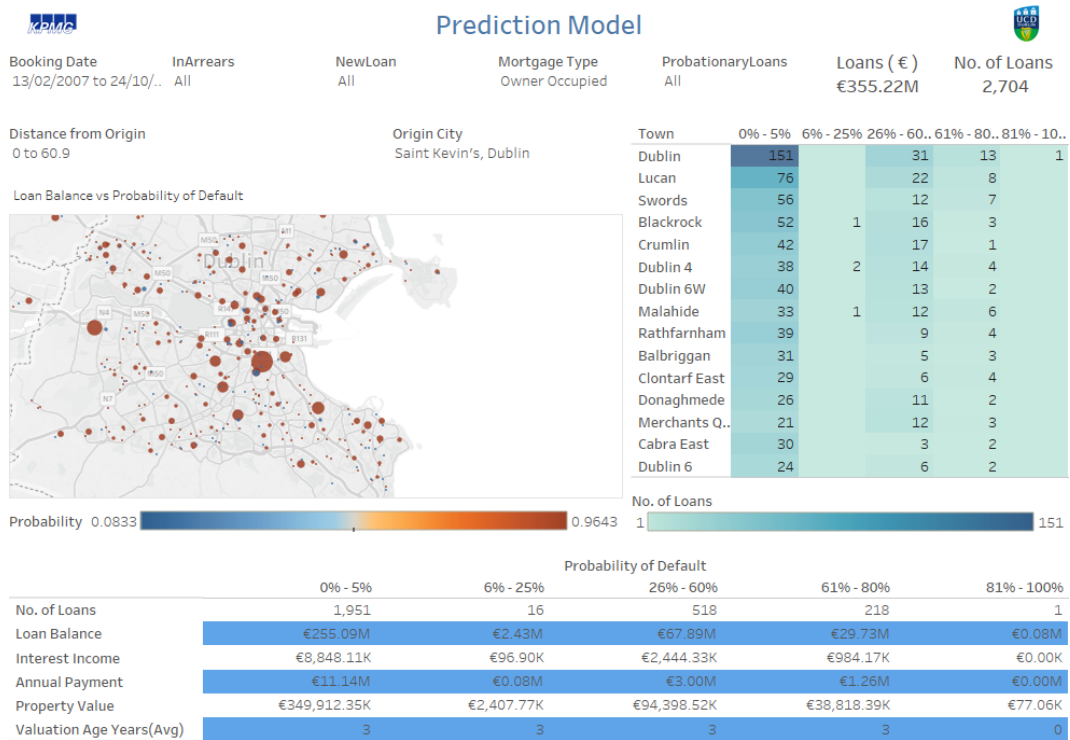 KPMG
Prediction Model
UCD
DUBLIN
Booking Date InArrears NewLoan Mortgage Type ProbationaryLoans Loans ( € ) No. of Loans
13/02/2007 to 24/10/.. All All Owner Occupied All €355.22M 2,704
Distance from Origin Origin City
0 to 60.9 Saint Kevin's, Dublin
Town 0% - 5% 6% - 25% 26% - 60.. 61% - 80.. 81% - 10..
Dublin 151 31 13 1
Lucan 76 22 8
Swords 56 12 7
Blackrock 52 1 16 3
Crumlin 42 17 1
Dublin 4 38 2 14 4
Dublin 6W 40 13 2
Malahide 33 1 12 6
Rathfarnham 39 9 4
Balbriggan 31 5 3
Clontarf East 29 6 4
Donaghmede 26 11 2
Merchants Q.. 21 12 3
Cabra East 30 3 2
Dublin 6 24 6 2
Loan Balance vs Probability of Default
M50
Dublin
M50
N4
R111
R131
M50
N7
Probability 0.0833 0.9643
No. of Loans
1 151
Probability of Default
0% - 5% 6% - 25% 26% - 60% 61% - 80% 81% - 100%
No. of Loans 1,951 16 518 218 1
Loan Balance €255.09M €2.43M €67.89M €29.73M €0.08M
Interest Income €8,848.11K €96.90K €2,444.33K €984.17K €0.00K
Annual Payment €11.14M €0.08M €3.00M €1.26M €0.00M
Property Value €349,912.35K €2,407.77K €94,398.52K €38,818.39K €77.06K
Valuation Age Years(Avg) 3 3 3 3 0